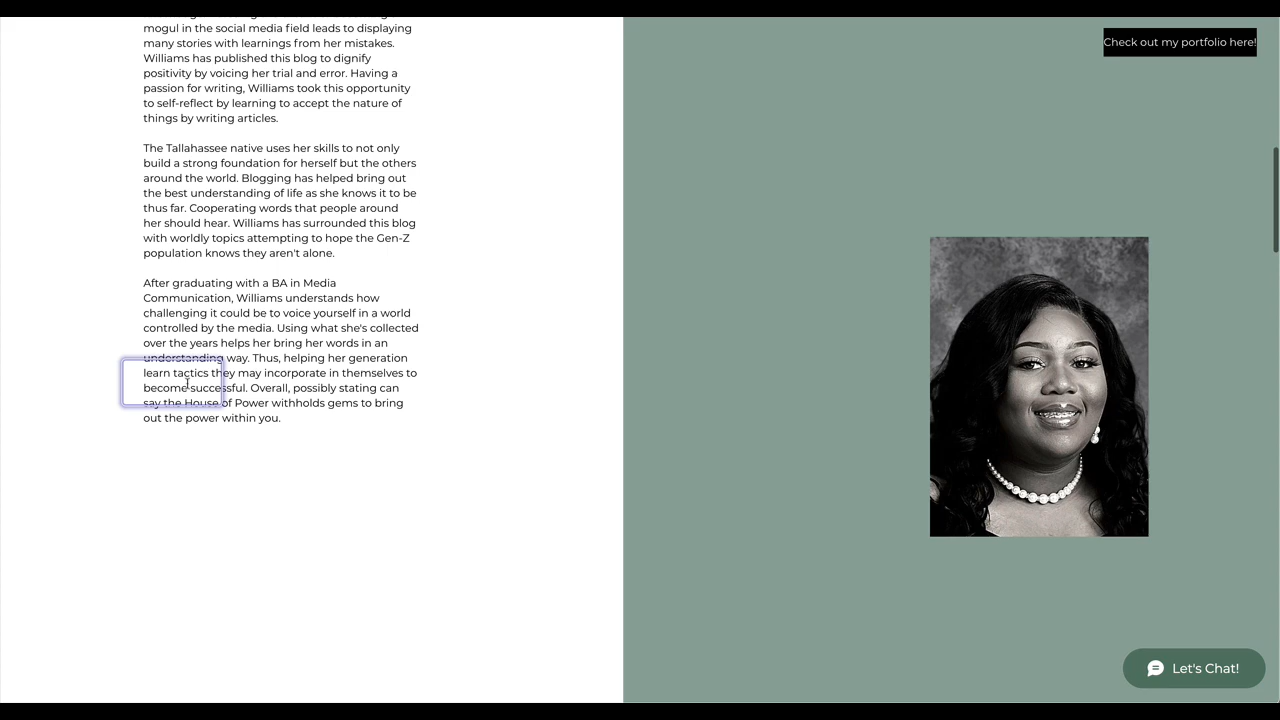 mogul in the social media field leads to displaying
many stories with learnings from her mistakes.
Williams has published this blog to dignify
positivity by voicing her trial and error. Having a
passion for writing, Williams took this opportunity
to self-reflect by learning to accept the nature of
things by writing articles.
The Tallahassee native uses her skills to not only
build a strong foundation for herself but the others
around the world. Blogging has helped bring out
the best understanding of life as she knows it to be
thus far. Cooperating words that people around
her should hear. Williams has surrounded this blog
with worldly topics attempting to hope the Gen-Z
population knows they aren't alone.
After graduating with a BA in Media
Communication, Williams understands how
challenging it could be to voice yourself in a world
controlled by the media. Using what she's collected
over the years helps her bring her words in an
understanding way. Thus, helping her generation
learn tactics they may incorporate in themselves to
become successful. Overall, possibly stating can
say the House of Power withholds gems to bring
out the power within you.
Check out my portfolio here!
Let's Chat!